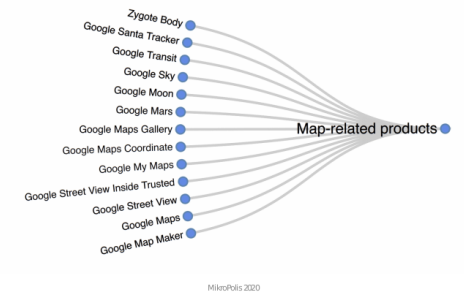 Zygote Body
Google Santa Tracker
Google Transit
Google Sky
Google Moon
Google Mars
Google Maps Gallery
Google Maps Coordinate
Google My Maps
Google Street View Inside Trusted
Google Street View
Google Maps
Google Map Maker
Map-related products
MikroPolis 2020